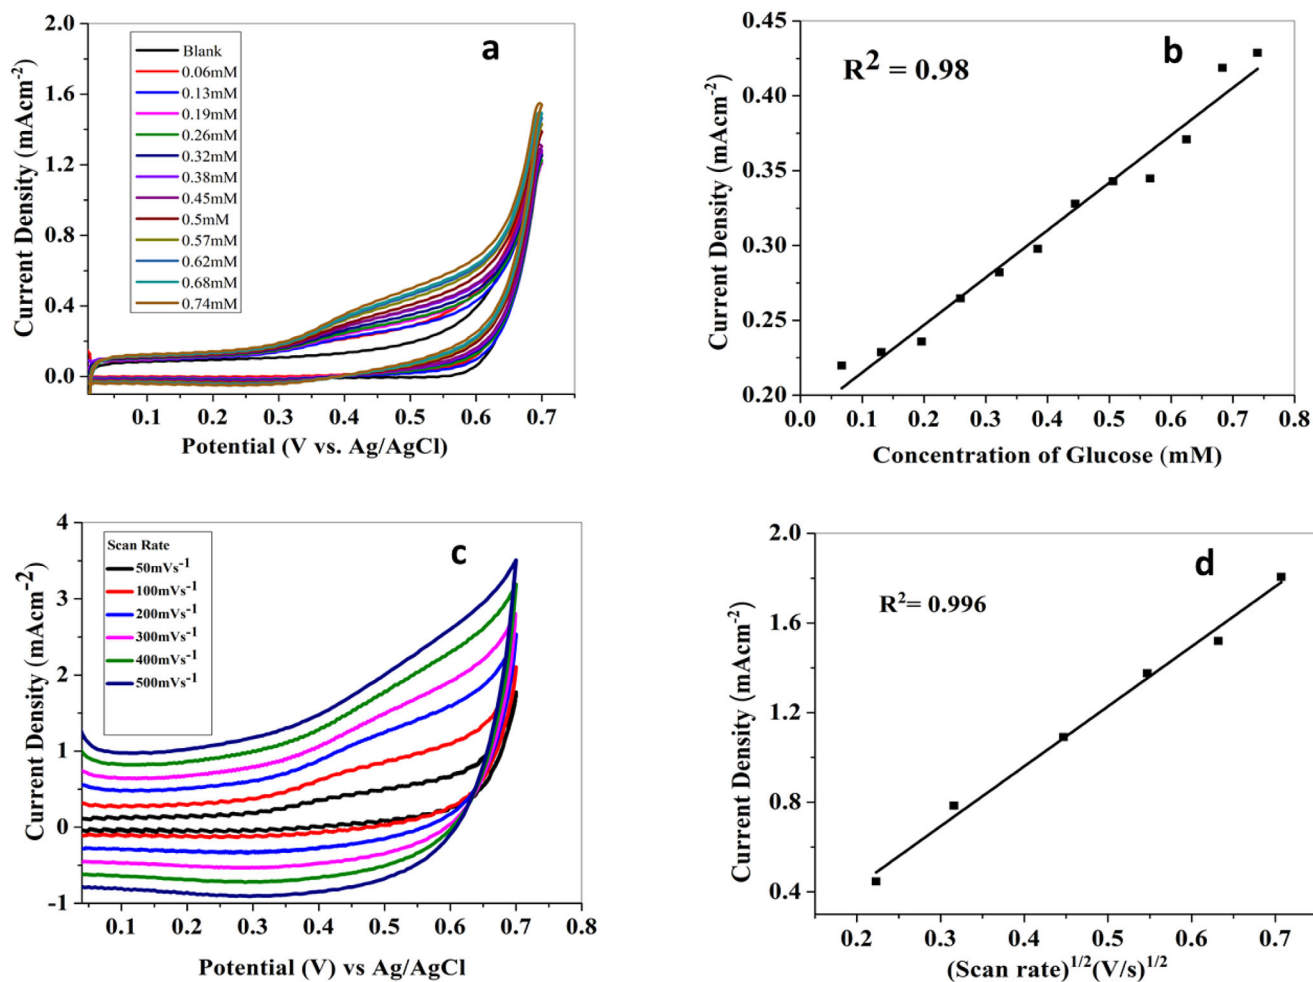 a
Current Density (mAcm⁻²)
2.0
1.6
1.2
0.8
0.4
0.0
Blank
0.06mM
0.13mM
0.19mM
0.26mM
0.32mM
0.38mM
0.45mM
0.5mM
0.57mM
0.62mM
0.68mM
0.74mM
0.1 0.2 0.3 0.4 0.5 0.6 0.7
Potential (V vs. Ag/AgCl)
b
R² = 0.98
Current Density (mAcm⁻²)
0.45
0.40
0.35
0.30
0.25
0.20
0.0 0.1 0.2 0.3 0.4 0.5 0.6 0.7 0.8
Concentration of Glucose (mM)
c
Current Density (mAcm⁻²)
4
3
2
1
0
-1
Scan Rate
50mVs⁻¹
100mVs⁻¹
200mVs⁻¹
300mVs⁻¹
400mVs⁻¹
500mVs⁻¹
0.1 0.2 0.3 0.4 0.5 0.6 0.7 0.8
Potential (V) vs Ag/AgCl
d
R²= 0.996
Current Density (mAcm⁻²)
2.0
1.6
1.2
0.8
0.4
0.2 0.3 0.4 0.5 0.6 0.7
(Scan rate)¹ᐟ²(V/s)¹ᐟ²